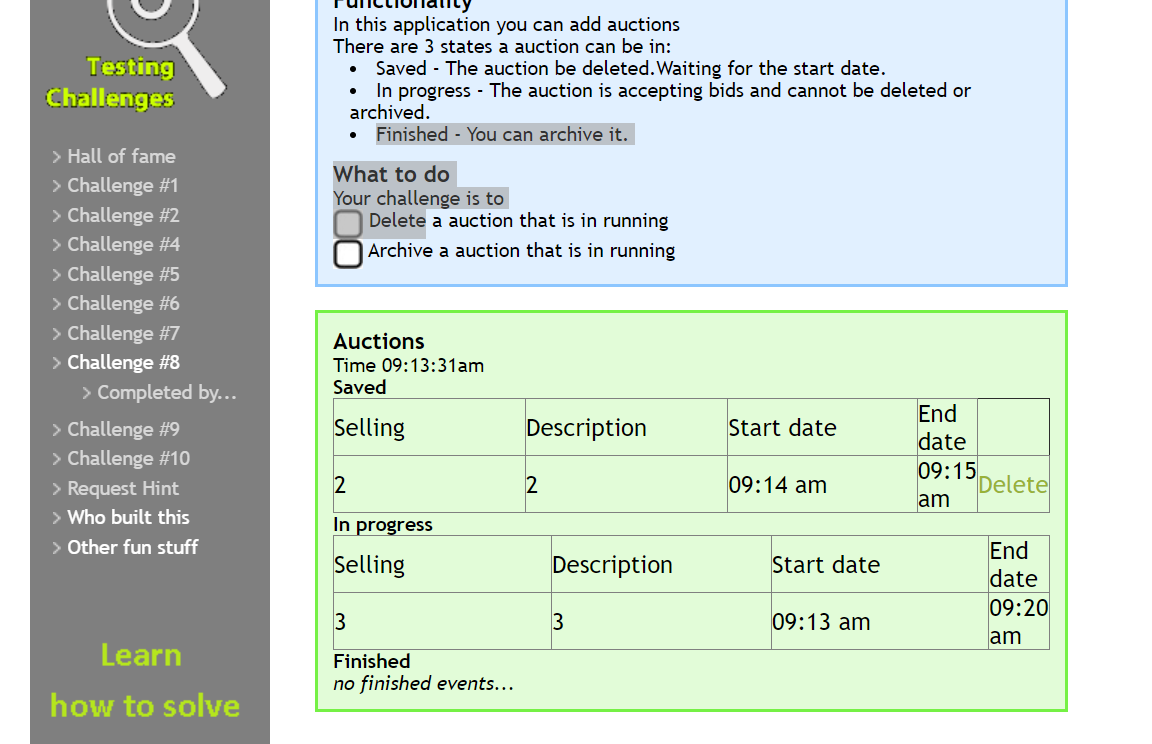 Testing
Challenges
> Hall of fame
> Challenge #1
> Challenge #2
> Challenge #4
> Challenge #5
> Challenge #6
> Challenge #7
> Challenge #8
> Completed by...
> Challenge #9
> Challenge #10
> Request Hint
> Who built this
> Other fun stuff
Learn
how to solve
Functionality
In this application you can add auctions
There are 3 states a auction can be in:
• Saved - The auction be deleted.Waiting for the start date.
• In progress - The auction is accepting bids and cannot be deleted or
archived.
• Finished - You can archive it.
What to do
Your challenge is to
Delete a auction that is in running
Archive a auction that is in running
Auctions
Time 09:13:31am
Saved
Selling Description Start date End
date
2 2 09:14 am 09:15
am Delete
In progress
Selling Description Start date End
date
3 3 09:13 am 09:20
am
Finished
no finished events...